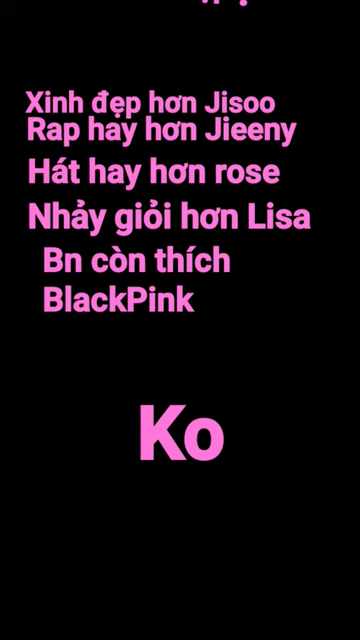 Xinh đẹp hơn Jisoo
Rap hay hơn Jieeny
Hát hay hơn rose
Nhảy giỏi hơn Lisa
Bn còn thích
BlackPink
Ko